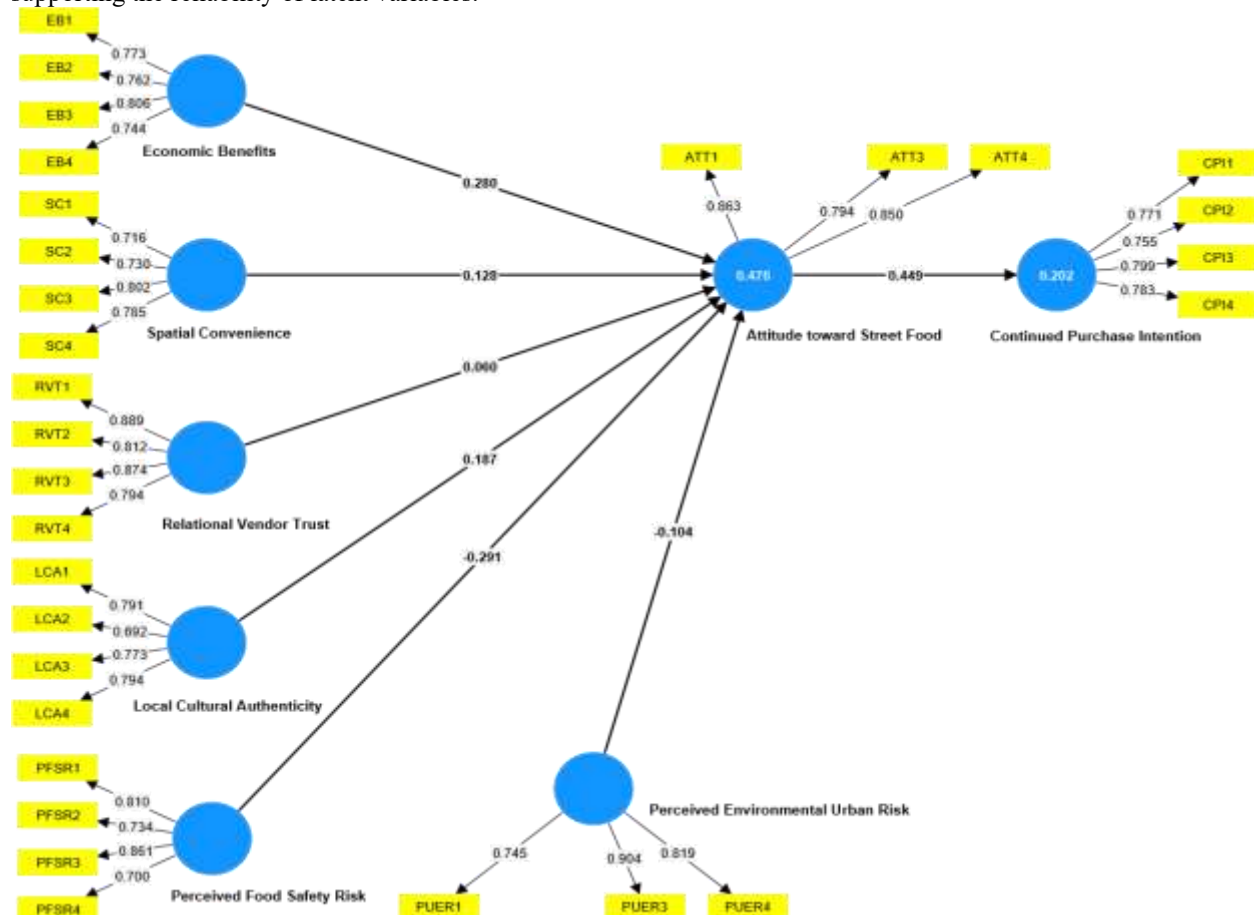 supporting the reliability of latent variables.
EB1
0.773
EB2
0.762
EB3
0.806
EB4
0.744
Economic Benefits
0.280
SC1
0.716
SC2
0.730
SC3
0.802
SC4
0.785
Spatial Convenience
0.128
RVT1
0.889
RVT2
0.812
RVT3
0.874
RVT4
0.794
Relational Vendor Trust
0.060
LCA1
0.791
LCA2
0.692
LCA3
0.773
LCA4
0.794
Local Cultural Authenticity
0.187
PFSR1
0.810
PFSR2
0.734
PFSR3
PFSR4
0.700
Perceived Food Safety Risk
-0.291
ATT1
0.863
ATT3
0.794
ATT4
0.850
Attitude toward Street Food
0.449
CPI1
0.771
CPI2
0.755
CPI3
0.799
CPI4
0.783
0.202
Continued Purchase Intention
-0.104
Perceived Environmental Urban Risk
PUER1
0.745
PUER3
0.904
PUER4
0.819